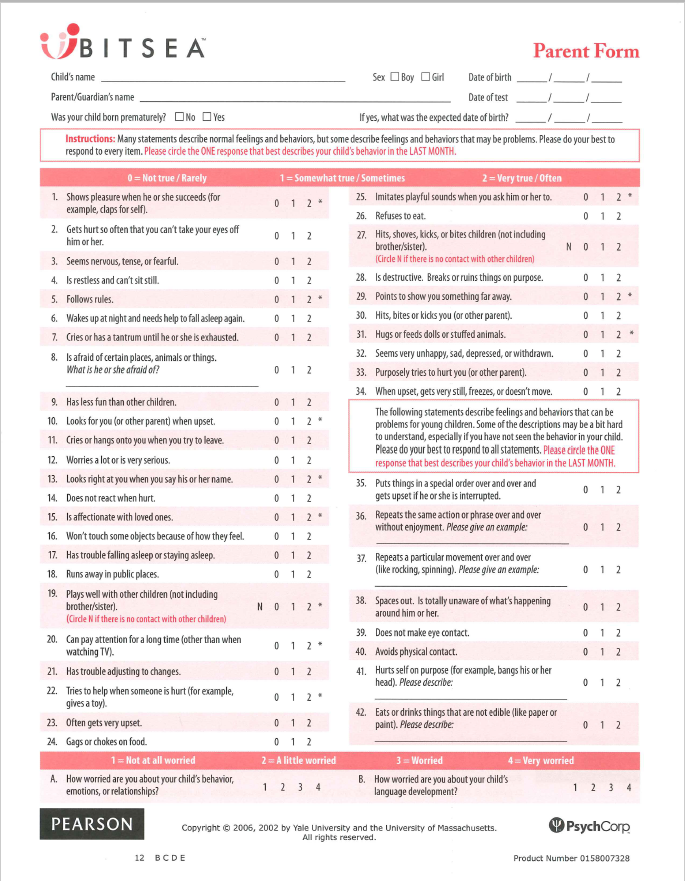 BITSEA™
Parent Form
Child's name
Sex ☐ Boy ☐ Girl
Date of birth ___/___/___
Parent/Guardian's name
Date of test ___/___/___
Was your child born prematurely? ☐ No ☐ Yes
If yes, what was the expected date of birth? ___/___/___
Instructions: Many statements describe normal feelings and behaviors, but some describe feelings and behaviors that may be problems. Please do your best to
respond to every item. Please circle the ONE response that best describes your child's behavior in the LAST MONTH.
0 = Not true / Rarely 1 = Somewhat true / Sometimes 2 = Very true / Often
1. Shows pleasure when he or she succeeds (for
example, claps for self). 0 1 2 *
2. Gets hurt so often that you can't take your eyes off
him or her. 0 1 2
3. Seems nervous, tense, or fearful. 0 1 2
4. Is restless and can't sit still. 0 1 2
5. Follows rules. 0 1 2 *
6. Wakes up at night and needs help to fall asleep again. 0 1 2
7. Cries or has a tantrum until he or she is exhausted. 0 1 2
8. Is afraid of certain places, animals or things.
What is he or she afraid of? 0 1 2
9. Has less fun than other children. 0 1 2
10. Looks for you (or other parent) when upset. 0 1 2 *
11. Cries or hangs onto you when you try to leave. 0 1 2
12. Worries a lot or is very serious. 0 1 2
13. Looks right at you when you say his or her name. 0 1 2 *
14. Does not react when hurt. 0 1 2
15. Is affectionate with loved ones. 0 1 2 *
16. Won't touch some objects because of how they feel. 0 1 2
17. Has trouble falling asleep or staying asleep. 0 1 2
18. Runs away in public places. 0 1 2
19. Plays well with other children (not including
brother/sister). N 0 1 2 *
(Circle N if there is no contact with other children)
20. Can pay attention for a long time (other than when
watching TV). 0 1 2 *
21. Has trouble adjusting to changes. 0 1 2
22. Tries to help when someone is hurt (for example,
gives a toy). 0 1 2 *
23. Often gets very upset. 0 1 2
24. Gags or chokes on food. 0 1 2
25. Imitates playful sounds when you ask him or her to. 0 1 2 *
26. Refuses to eat. 0 1 2
27. Hits, shoves, kicks, or bites children (not including
brother/sister). N 0 1 2
(Circle N if there is no contact with other children)
28. Is destructive. Breaks or ruins things on purpose. 0 1 2
29. Points to show you something far away. 0 1 2 *
30. Hits, bites or kicks you (or other parent). 0 1 2
31. Hugs or feeds dolls or stuffed animals. 0 1 2 *
32. Seems very unhappy, sad, depressed, or withdrawn. 0 1 2
33. Purposely tries to hurt you (or other parent). 0 1 2
34. When upset, gets very still, freezes, or doesn't move. 0 1 2
The following statements describe feelings and behaviors that can be
problems for young children. Some of the descriptions may be a bit hard
to understand, especially if you have not seen the behavior in your child.
Please do your best to respond to all statements. Please circle the ONE
response that best describes your child's behavior in the LAST MONTH.
35. Puts things in a special order over and over and
gets upset if he or she is interrupted. 0 1 2
36. Repeats the same action or phrase over and over
without enjoyment. Please give an example: 0 1 2
37. Repeats a particular movement over and over
(like rocking, spinning). Please give an example: 0 1 2
38. Spaces out. Is totally unaware of what's happening
around him or her. 0 1 2
39. Does not make eye contact. 0 1 2
40. Avoids physical contact. 0 1 2
41. Hurts self on purpose (for example, bangs his or her
head). Please describe: 0 1 2
42. Eats or drinks things that are not edible (like paper or
paint). Please describe: 0 1 2
1 = Not at all worried 2 = A little worried 3 = Worried 4 = Very worried
A. How worried are you about your child's behavior,
emotions, or relationships? 1 2 3 4
B. How worried are you about your child's
language development? 1 2 3 4
PEARSON
Copyright © 2006, 2002 by Yale University and the University of Massachusetts.
All rights reserved.
PsychCorp
12 B C D E
Product Number 0158007328